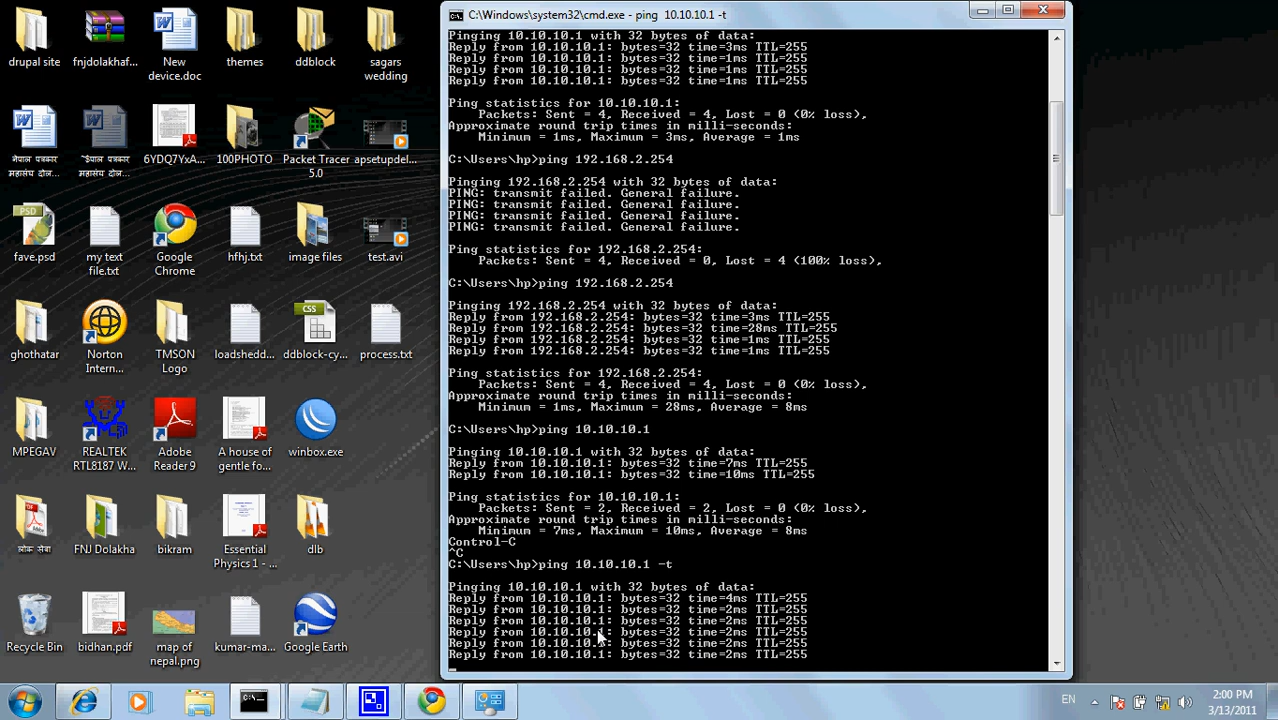 drupal site
fnjdolakhaf...
New
device.doc
themes
ddblock
sagars
wedding
नेपाल पत्रकार
6YDQ7YxA...
100PHOTO
Packet Tracer
5.0
apsetupdel...
PSD
fave.psd
my text
file.txt
Google
Chrome
hfhj.txt
image files
test.avi
ghothatar
Norton
Intern...
TMSON
Logo
loadshedd...
CSS
ddblock-cy...
process.txt
MPEGAV
REALTEK
RTL8187 W...
Adobe
Reader 9
A house of
gentle fo...
winbox.exe
FNJ Dolakha
bikram
Essential
Physics 1 - ...
dlb
Recycle Bin
bidhan.pdf
map of
nepal.png
kumar-ma...
Google Earth
C:\Windows\system32\cmd.exe - ping 10.10.10.1 -t
Pinging 10.10.10.1 with 32 bytes of data:
Reply from 10.10.10.1: bytes=32 time=3ms TTL=255
Reply from 10.10.10.1: bytes=32 time=1ms TTL=255
Reply from 10.10.10.1: bytes=32 time=1ms TTL=255
Reply from 10.10.10.1: bytes=32 time=1ms TTL=255
Ping statistics for 10.10.10.1:
Packets: Sent = 4, Received = 4, Lost = 0 (0% loss),
Approximate round trip times in milli-seconds:
Minimum = 1ms, Maximum = 3ms, Average = 1ms
C:\Users\hp>ping 192.168.2.254
Pinging 192.168.2.254 with 32 bytes of data:
PING: transmit failed. General failure.
PING: transmit failed. General failure.
PING: transmit failed. General failure.
PING: transmit failed. General failure.
Ping statistics for 192.168.2.254:
Packets: Sent = 4, Received = 0, Lost = 4 (100% loss),
C:\Users\hp>ping 192.168.2.254
Pinging 192.168.2.254 with 32 bytes of data:
Reply from 192.168.2.254: bytes=32 time=3ms TTL=255
Reply from 192.168.2.254: bytes=32 time=28ms TTL=255
Reply from 192.168.2.254: bytes=32 time=1ms TTL=255
Reply from 192.168.2.254: bytes=32 time=1ms TTL=255
Ping statistics for 192.168.2.254:
Packets: Sent = 4, Received = 4, Lost = 0 (0% loss),
Approximate round trip times in milli-seconds:
Minimum = 1ms, Maximum = 28ms, Average = 8ms
C:\Users\hp>ping 10.10.10.1
Pinging 10.10.10.1 with 32 bytes of data:
Reply from 10.10.10.1: bytes=32 time=7ms TTL=255
Reply from 10.10.10.1: bytes=32 time=10ms TTL=255
Ping statistics for 10.10.10.1:
Packets: Sent = 2, Received = 2, Lost = 0 (0% loss),
Approximate round trip times in milli-seconds:
Minimum = 7ms, Maximum = 10ms, Average = 8ms
Control-C
^C
C:\Users\hp>ping 10.10.10.1 -t
Pinging 10.10.10.1 with 32 bytes of data:
Reply from 10.10.10.1: bytes=32 time=4ms TTL=255
Reply from 10.10.10.1: bytes=32 time=2ms TTL=255
Reply from 10.10.10.1: bytes=32 time=2ms TTL=255
Reply from 10.10.10.1: bytes=32 time=2ms TTL=255
Reply from 10.10.10.1: bytes=32 time=2ms TTL=255
Reply from 10.10.10.1: bytes=32 time=2ms TTL=255
EN
2:00 PM
3/13/2011